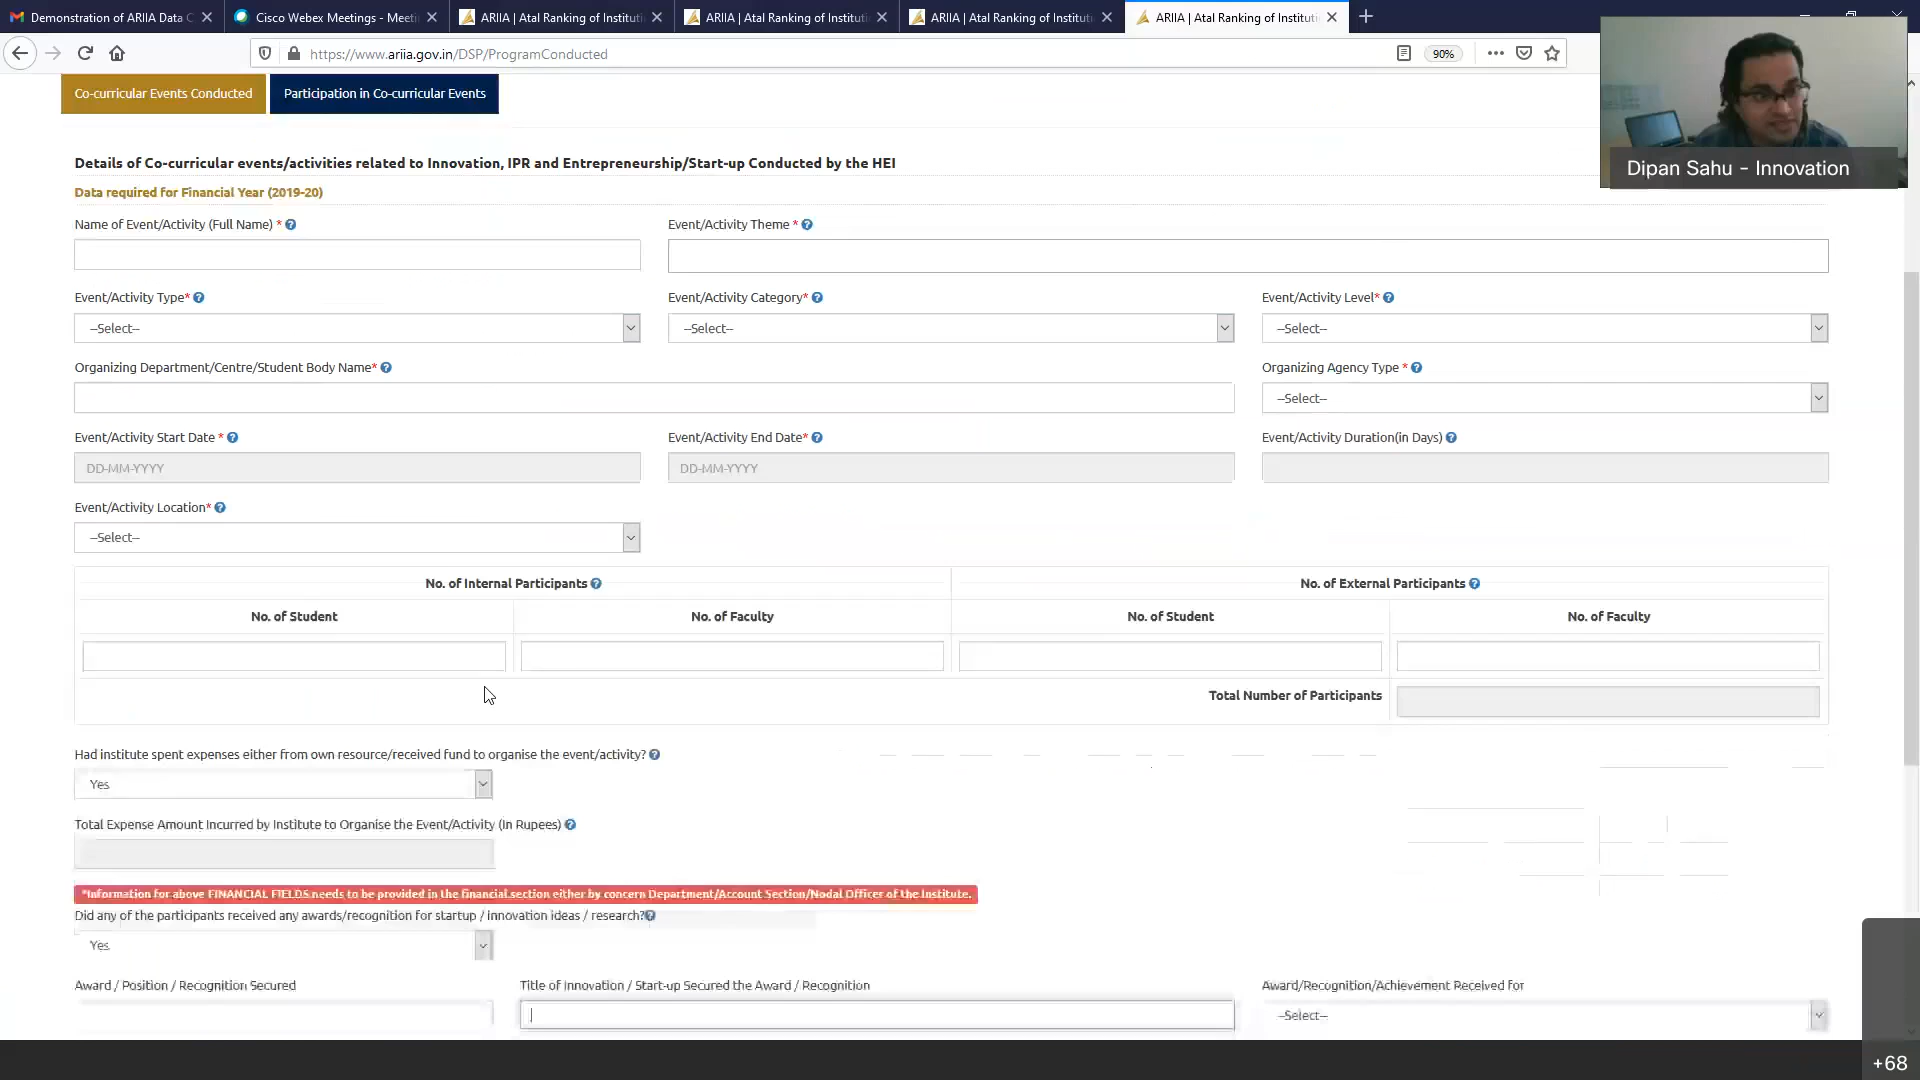 Demonstration of ARIIA Data C
Cisco Webex Meetings - Meeti
ARIIA | Atal Ranking of Instituti
ARIIA | Atal Ranking of Instituti
ARIIA | Atal Ranking of Instituti
ARIIA | Atal Ranking of Instituti
https://www.ariia.gov.in/DSP/ProgramConducted
90%
Co-curricular Events Conducted
Participation in Co-curricular Events
Dipan Sahu - Innovation
Details of Co-curricular events/activities related to Innovation, IPR and Entrepreneurship/Start-up Conducted by the HEI
Data required for Financial Year (2019-20)
Name of Event/Activity (Full Name) *
Event/Activity Theme *
Event/Activity Type*
Event/Activity Category*
Event/Activity Level*
--Select--
--Select--
--Select--
Organizing Department/Centre/Student Body Name*
Organizing Agency Type *
--Select--
Event/Activity Start Date *
Event/Activity End Date*
Event/Activity Duration(in Days)
DD-MM-YYYY
DD-MM-YYYY
Event/Activity Location*
--Select--
No. of Internal Participants
No. of External Participants
No. of Student
No. of Faculty
No. of Student
No. of Faculty
Total Number of Participants
Had institute spent expenses either from own resource/received fund to organise the event/activity?
Yes
Total Expense Amount Incurred by Institute to Organise the Event/Activity (In Rupees)
*Information for above FINANCIAL FIELDS needs to be provided in the financial section either by concern Department/Account Section/Nodal Officer of the Institute.
Did any of the participants received any awards/recognition for startup / innovation ideas / research?
Yes
Award / Position / Recognition Secured
Title of Innovation / Start-up Secured the Award / Recognition
Award/Recognition/Achievement Received for
--Select--
+68